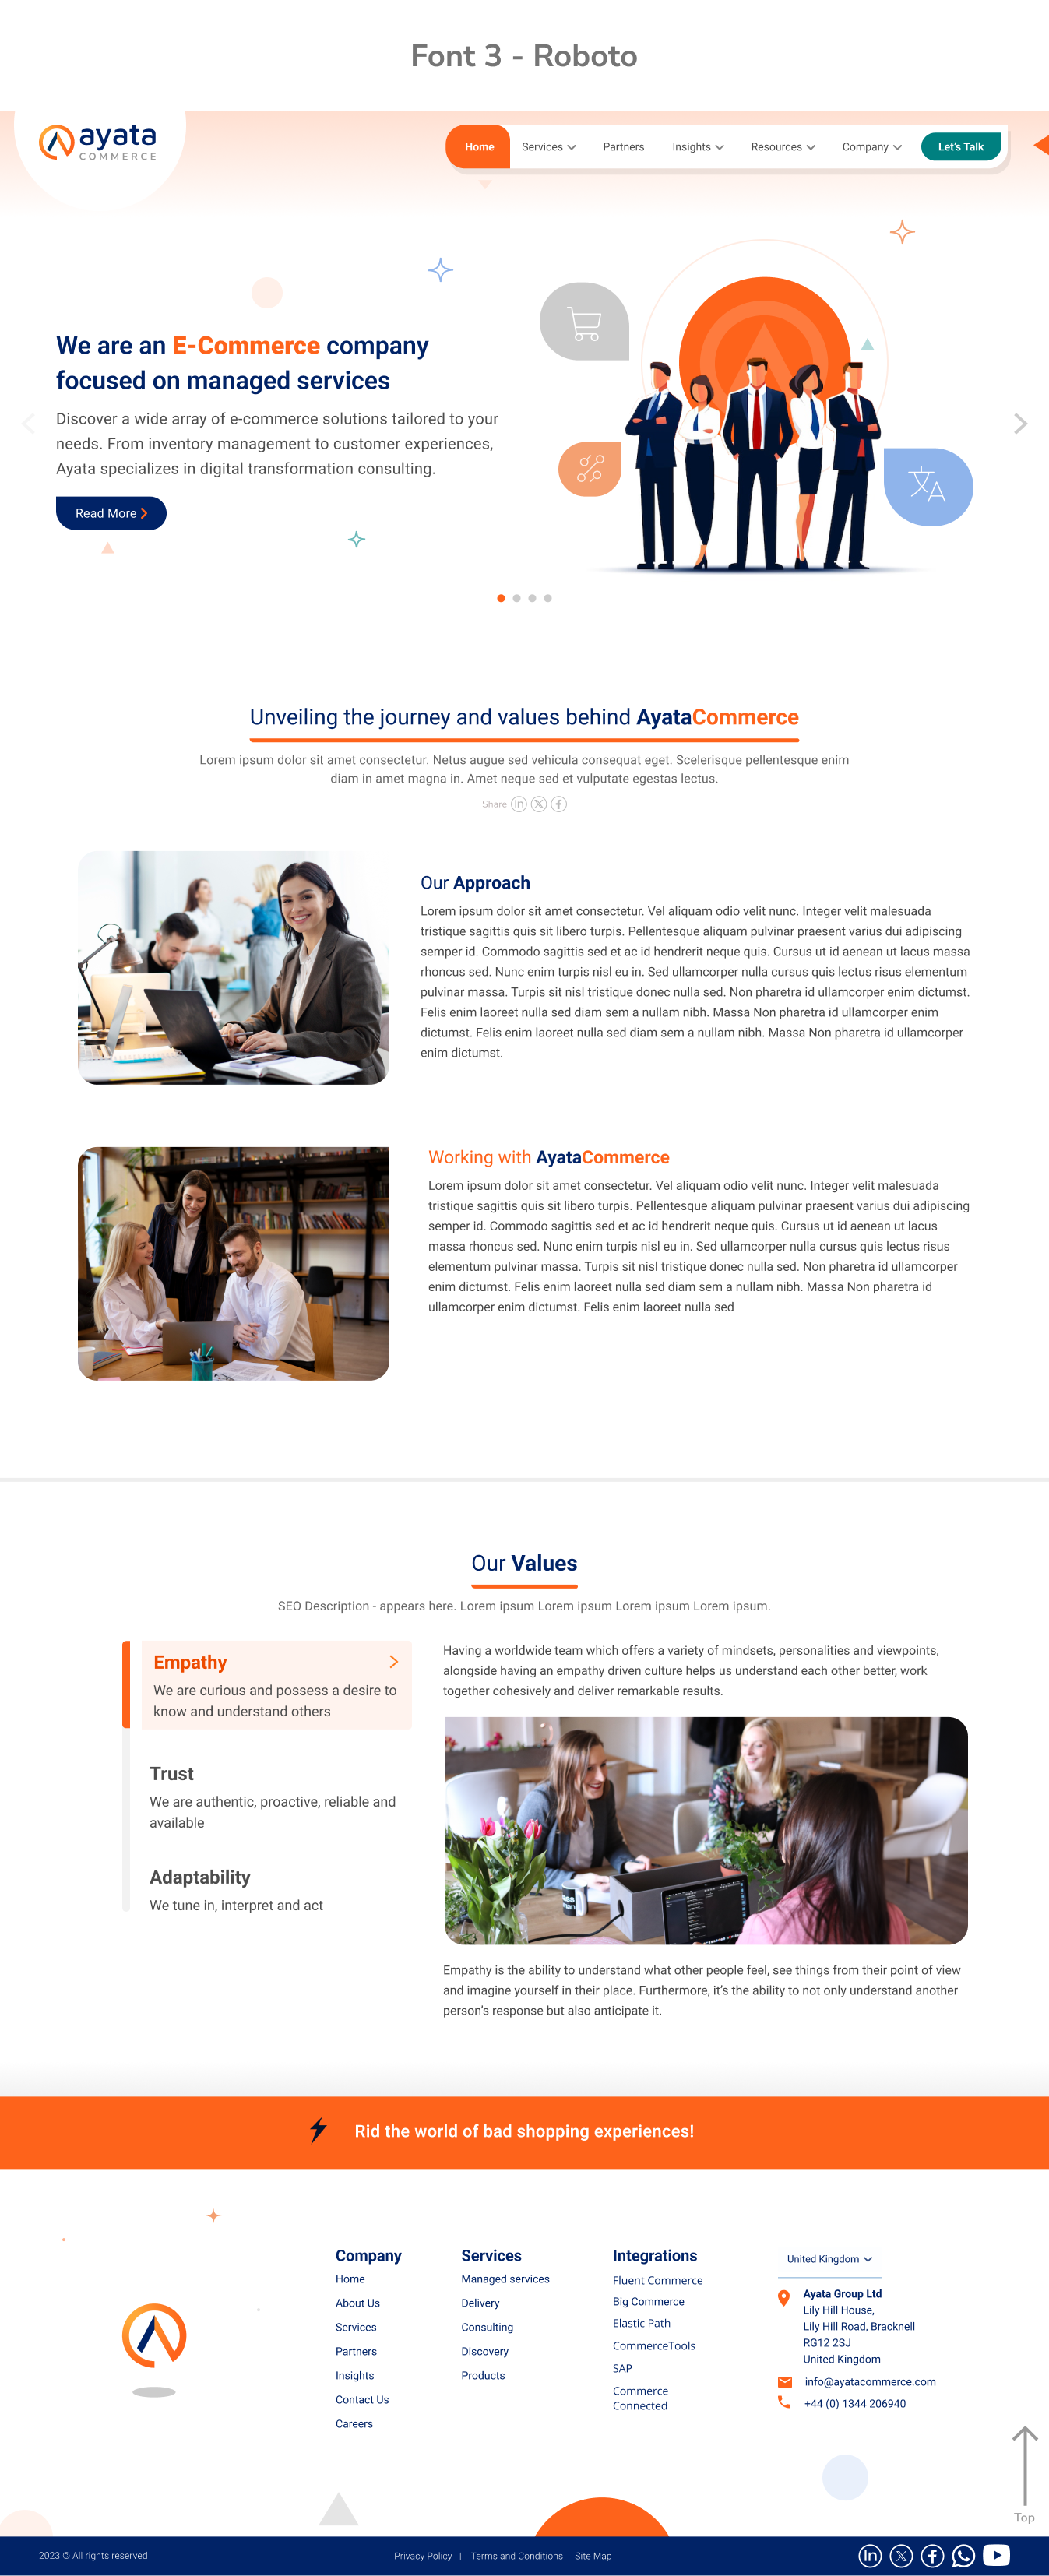 Font 3 - Roboto
ayata
COMMERCE
Home
Services
Partners
Insights
Resources
Company
Let's Talk
We are an E-Commerce company
focused on managed services
Discover a wide array of e-commerce solutions tailored to your
needs. From inventory management to customer experiences,
Ayata specializes in digital transformation consulting.
Read More
文A
Unveiling the journey and values behind AyataCommerce
Lorem ipsum dolor sit amet consectetur. Netus augue sed vehicula consequat eget. Scelerisque pellentesque enim
diam in amet magna in. Amet neque sed et vulputate egestas lectus.
Share
Our Approach
Lorem ipsum dolor sit amet consectetur. Vel aliquam odio velit nunc. Integer velit malesuada
tristique sagittis quis sit libero turpis. Pellentesque aliquam pulvinar praesent varius dui adipiscing
semper id. Commodo sagittis sed et ac id hendrerit neque quis. Cursus ut id aenean ut lacus massa
rhoncus sed. Nunc enim turpis nisl eu in. Sed ullamcorper nulla cursus quis lectus risus elementum
pulvinar massa. Turpis sit nisl tristique donec nulla sed. Non pharetra id ullamcorper enim dictumst.
Felis enim laoreet nulla sed diam sem a nullam nibh. Massa Non pharetra id ullamcorper enim
dictumst. Felis enim laoreet nulla sed diam sem a nullam nibh. Massa Non pharetra id ullamcorper
enim dictumst.
Working with AyataCommerce
Lorem ipsum dolor sit amet consectetur. Vel aliquam odio velit nunc. Integer velit malesuada
tristique sagittis quis sit libero turpis. Pellentesque aliquam pulvinar praesent varius dui adipiscing
semper id. Commodo sagittis sed et ac id hendrerit neque quis. Cursus ut id aenean ut lacus
massa rhoncus sed. Nunc enim turpis nisl eu in. Sed ullamcorper nulla cursus quis lectus risus
elementum pulvinar massa. Turpis sit nisl tristique donec nulla sed. Non pharetra id ullamcorper
enim dictumst. Felis enim laoreet nulla sed diam sem a nullam nibh. Massa Non pharetra id
ullamcorper enim dictumst. Felis enim laoreet nulla sed
Our Values
SEO Description - appears here. Lorem ipsum Lorem ipsum Lorem ipsum Lorem ipsum.
Empathy
We are curious and possess a desire to
know and understand others
Trust
We are authentic, proactive, reliable and
available
Adaptability
We tune in, interpret and act
Having a worldwide team which offers a variety of mindsets, personalities and viewpoints,
alongside having an empathy driven culture helps us understand each other better, work
together cohesively and deliver remarkable results.
Empathy is the ability to understand what other people feel, see things from their point of view
and imagine yourself in their place. Furthermore, it's the ability to not only understand another
person's response but also anticipate it.
Rid the world of bad shopping experiences!
Company
Home
About Us
Services
Partners
Insights
Contact Us
Careers
Services
Managed services
Delivery
Consulting
Discovery
Products
Integrations
Fluent Commerce
Big Commerce
Elastic Path
CommerceTools
SAP
Commerce
Connected
United Kingdom
Ayata Group Ltd
Lily Hill House,
Lily Hill Road, Bracknell
RG12 2SJ
United Kingdom
info@ayatacommerce.com
+44 (0) 1344 206940
Top
2023 © All rights reserved
Privacy Policy | Terms and Conditions | Site Map